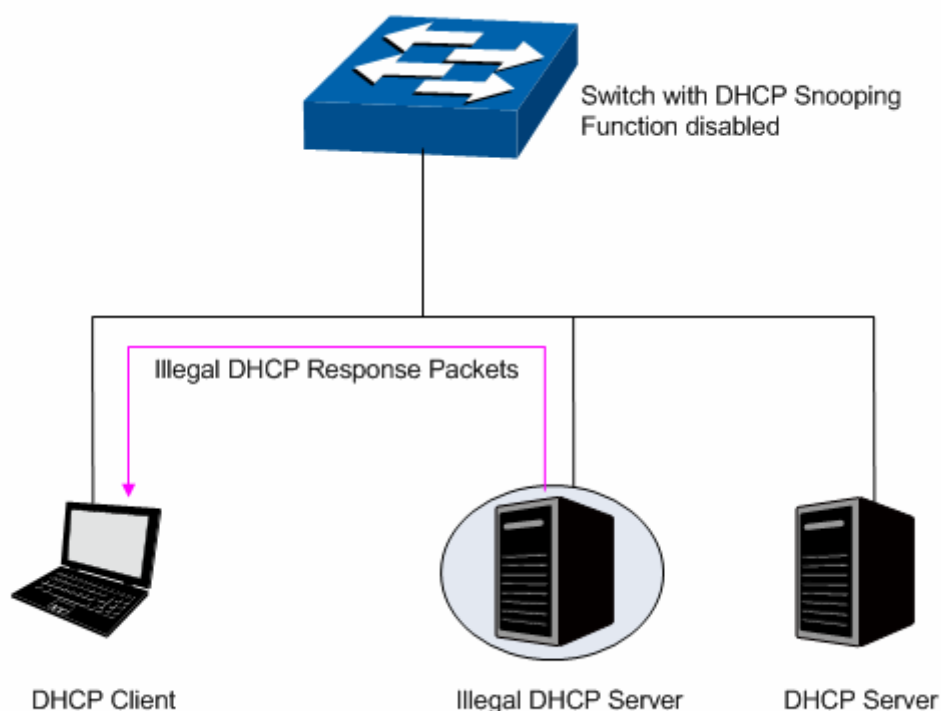 Switch with DHCP Snooping
Function disabled
Illegal DHCP Response Packets
DHCP Client
Illegal DHCP Server
DHCP Server